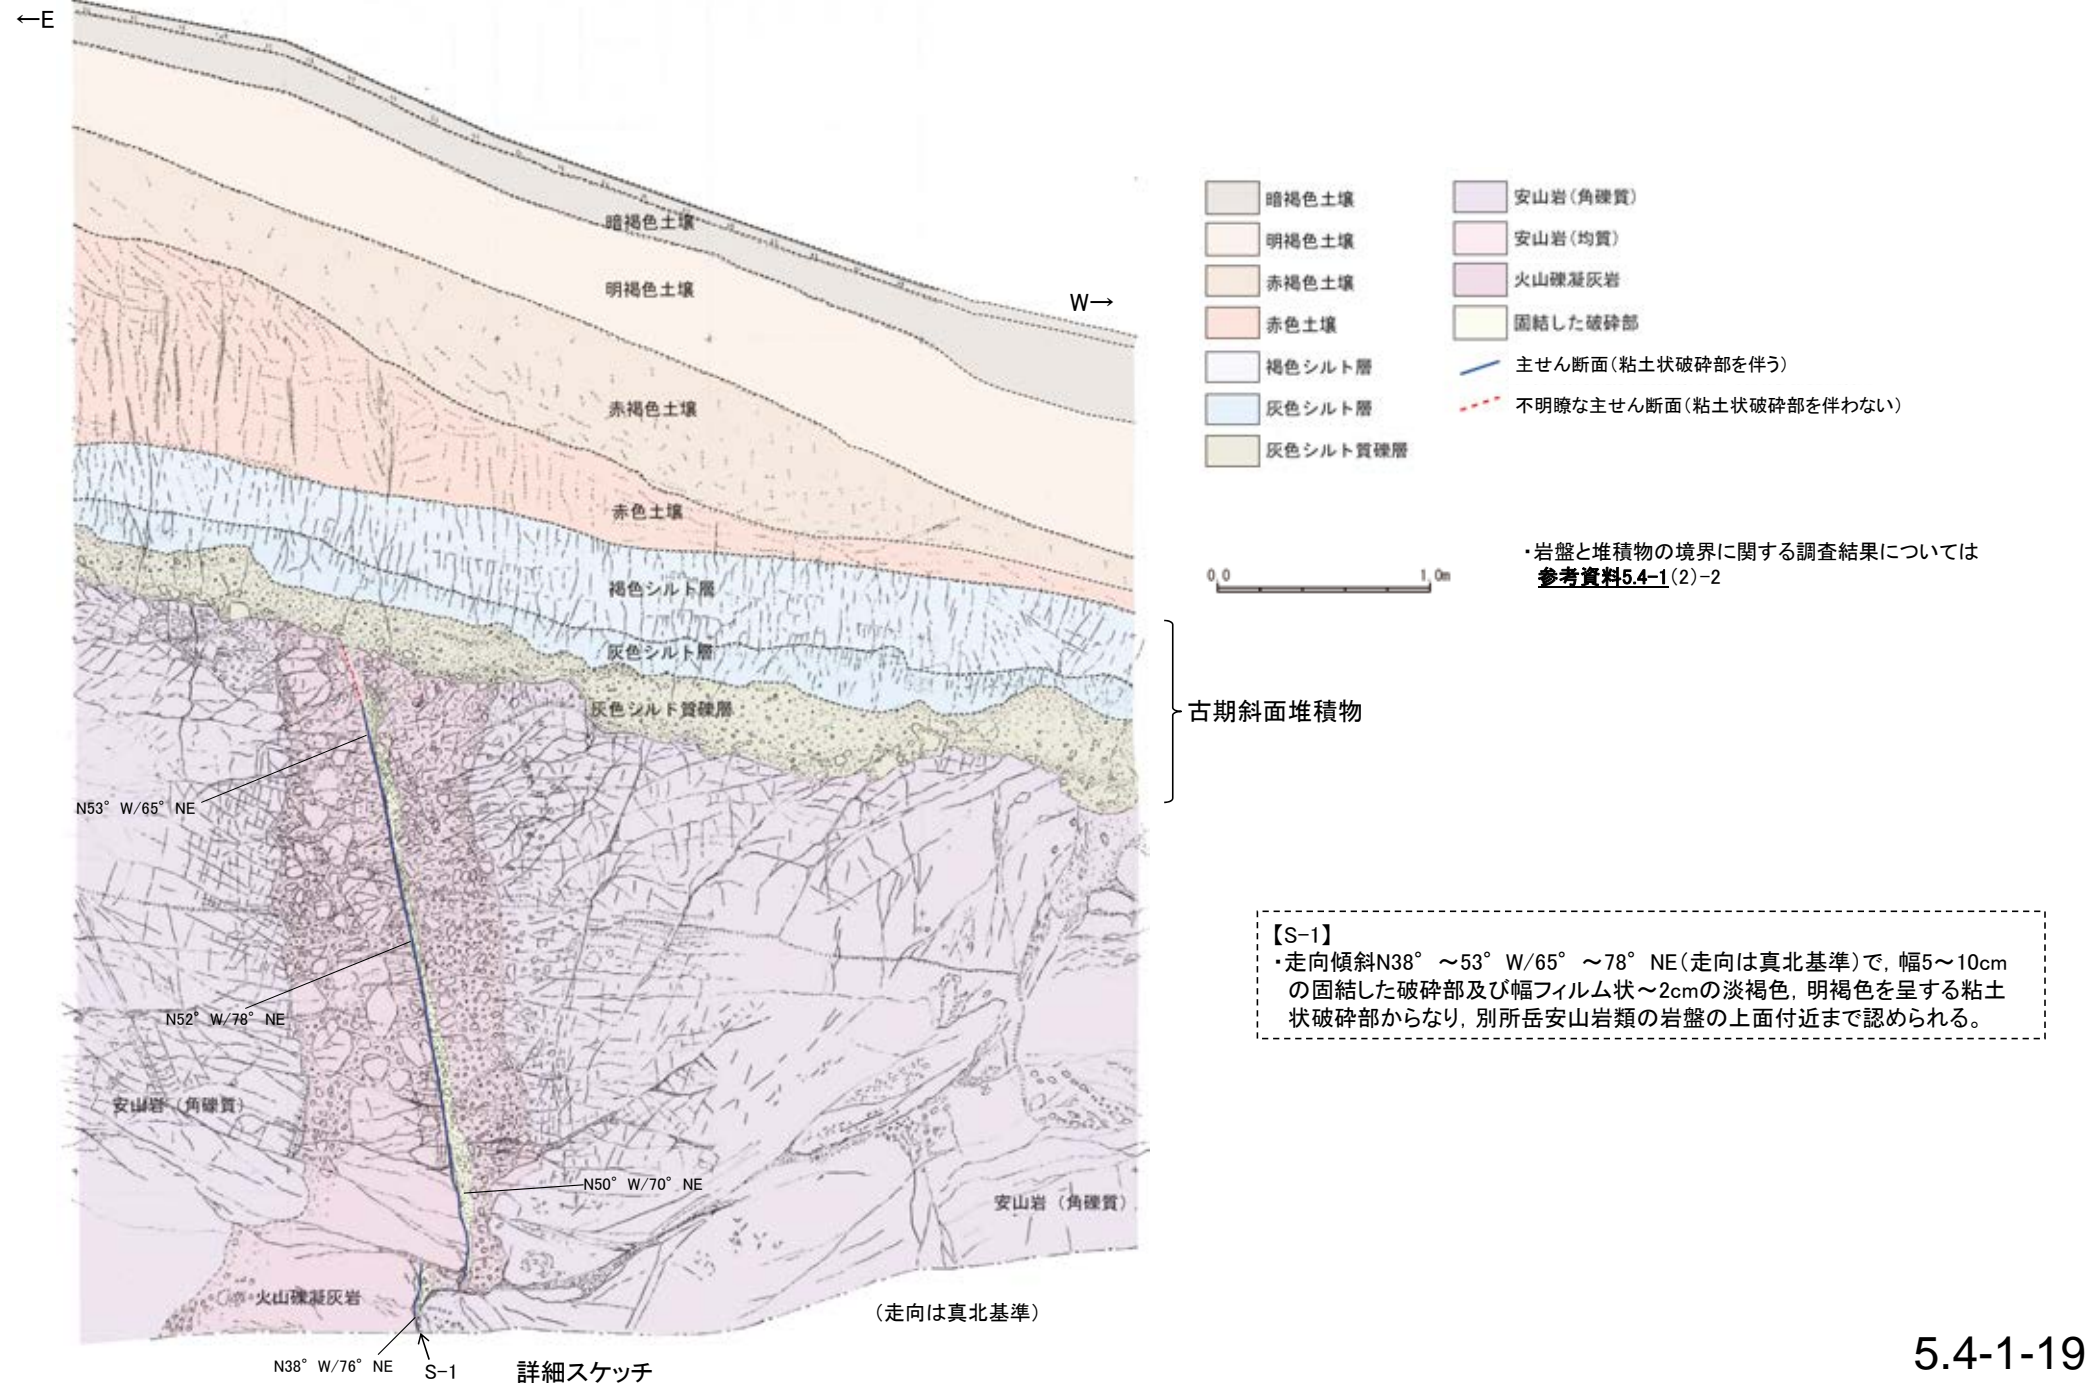 ←E
W→
暗褐色土壌
明褐色土壌
赤褐色土壌
赤色土壌
褐色シルト層
灰色シルト層
灰色シルト質礫層
N53°W/65°NE
N52°W/78°NE
N50°W/70°NE
安山岩（角礫質）
安山岩（角礫質）
火山礫凝灰岩
N38°W/76°NE
S-1
詳細スケッチ
（走向は真北基準）
暗褐色土壌
明褐色土壌
赤褐色土壌
赤色土壌
褐色シルト層
灰色シルト層
灰色シルト質礫層
安山岩（角礫質）
安山岩（均質）
火山礫凝灰岩
固結した破砕部
主せん断面（粘土状破砕部を伴う）
不明瞭な主せん断面（粘土状破砕部を伴わない）
0.0 1.0m
・岩盤と堆積物の境界に関する調査結果については
参考資料5.4-1(2)-2
古期斜面堆積物
【S-1】
・走向傾斜N38°～53°W/65°～78°NE（走向は真北基準）で，幅5～10cm
の固結した破砕部及び幅フィルム状～2cmの淡褐色，明褐色を呈する粘土
状破砕部からなり，別所岳安山岩類の岩盤の上面付近まで認められる。
5.4-1-19